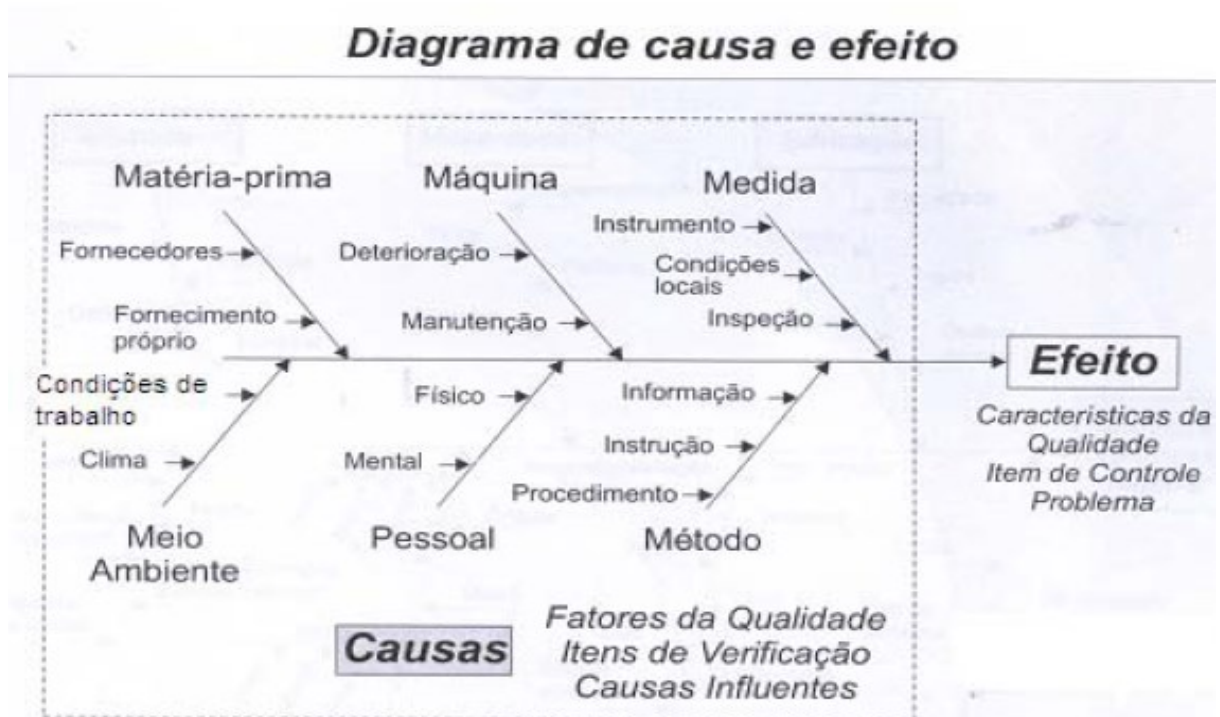 Diagrama de causa e efeito
Matéria-prima
Máquina
Medida
Fornecedores
Fornecimento
próprio
Deterioração
Manutenção
Instrumento
Condições
locais
Inspeção
Efeito
Características da
Qualidade
Item de Controle
Problema
Condições de
trabalho
Clima
Físico
Mental
Informação
Instrução
Procedimento
Meio
Ambiente
Pessoal
Método
Causas
Fatores da Qualidade
Itens de Verificação
Causas Influentes